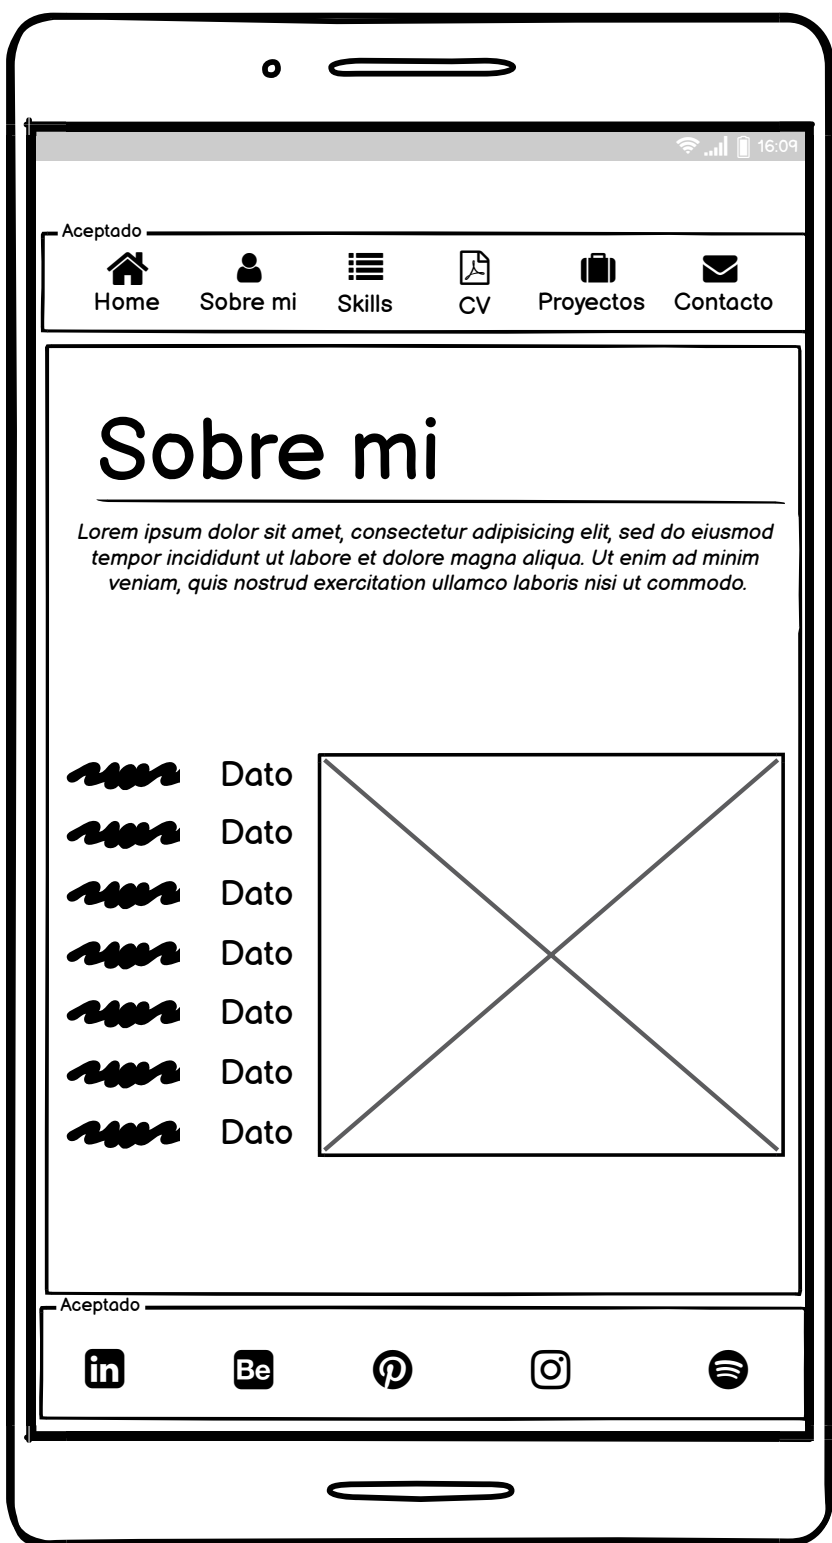 16:09
Aceptado
Home Sobre mi Skills CV Proyectos Contacto
Sobre mi
Lorem ipsum dolor sit amet, consectetur adipisicing elit, sed do eiusmod
tempor incididunt ut labore et dolore magna aliqua. Ut enim ad minim
veniam, quis nostrud exercitation ullamco laboris nisi ut commodo.
Dato
Dato
Dato
Dato
Dato
Dato
Dato
Aceptado
in Be